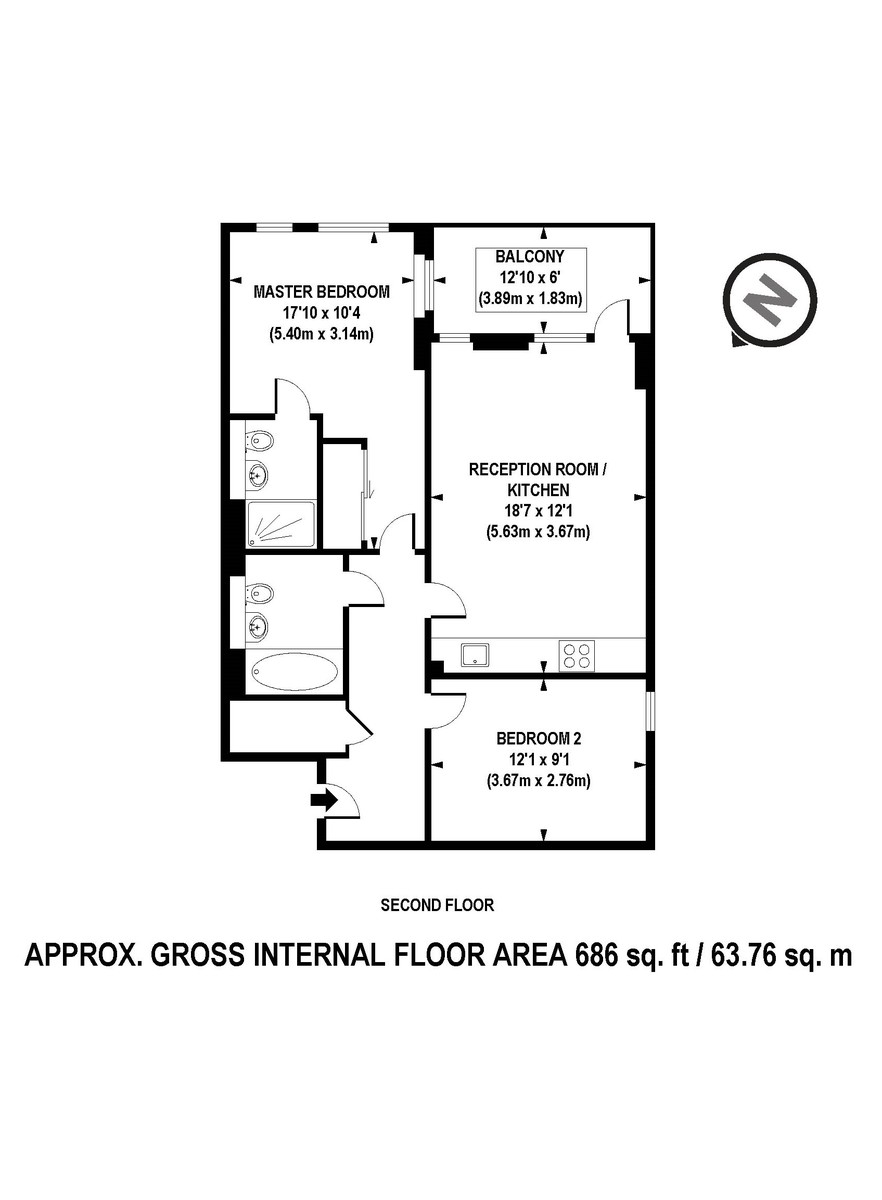 BALCONY
12'10 x 6'
(3.89m x 1.83m)
MASTER BEDROOM
17'10 x 10'4
(5.40m x 3.14m)
N
RECEPTION ROOM /
KITCHEN
18'7 x 12'1
(5.63m x 3.67m)
BEDROOM 2
12'1 x 9'1
(3.67m x 2.76m)
SECOND FLOOR
APPROX. GROSS INTERNAL FLOOR AREA 686 sq. ft / 63.76 sq. m